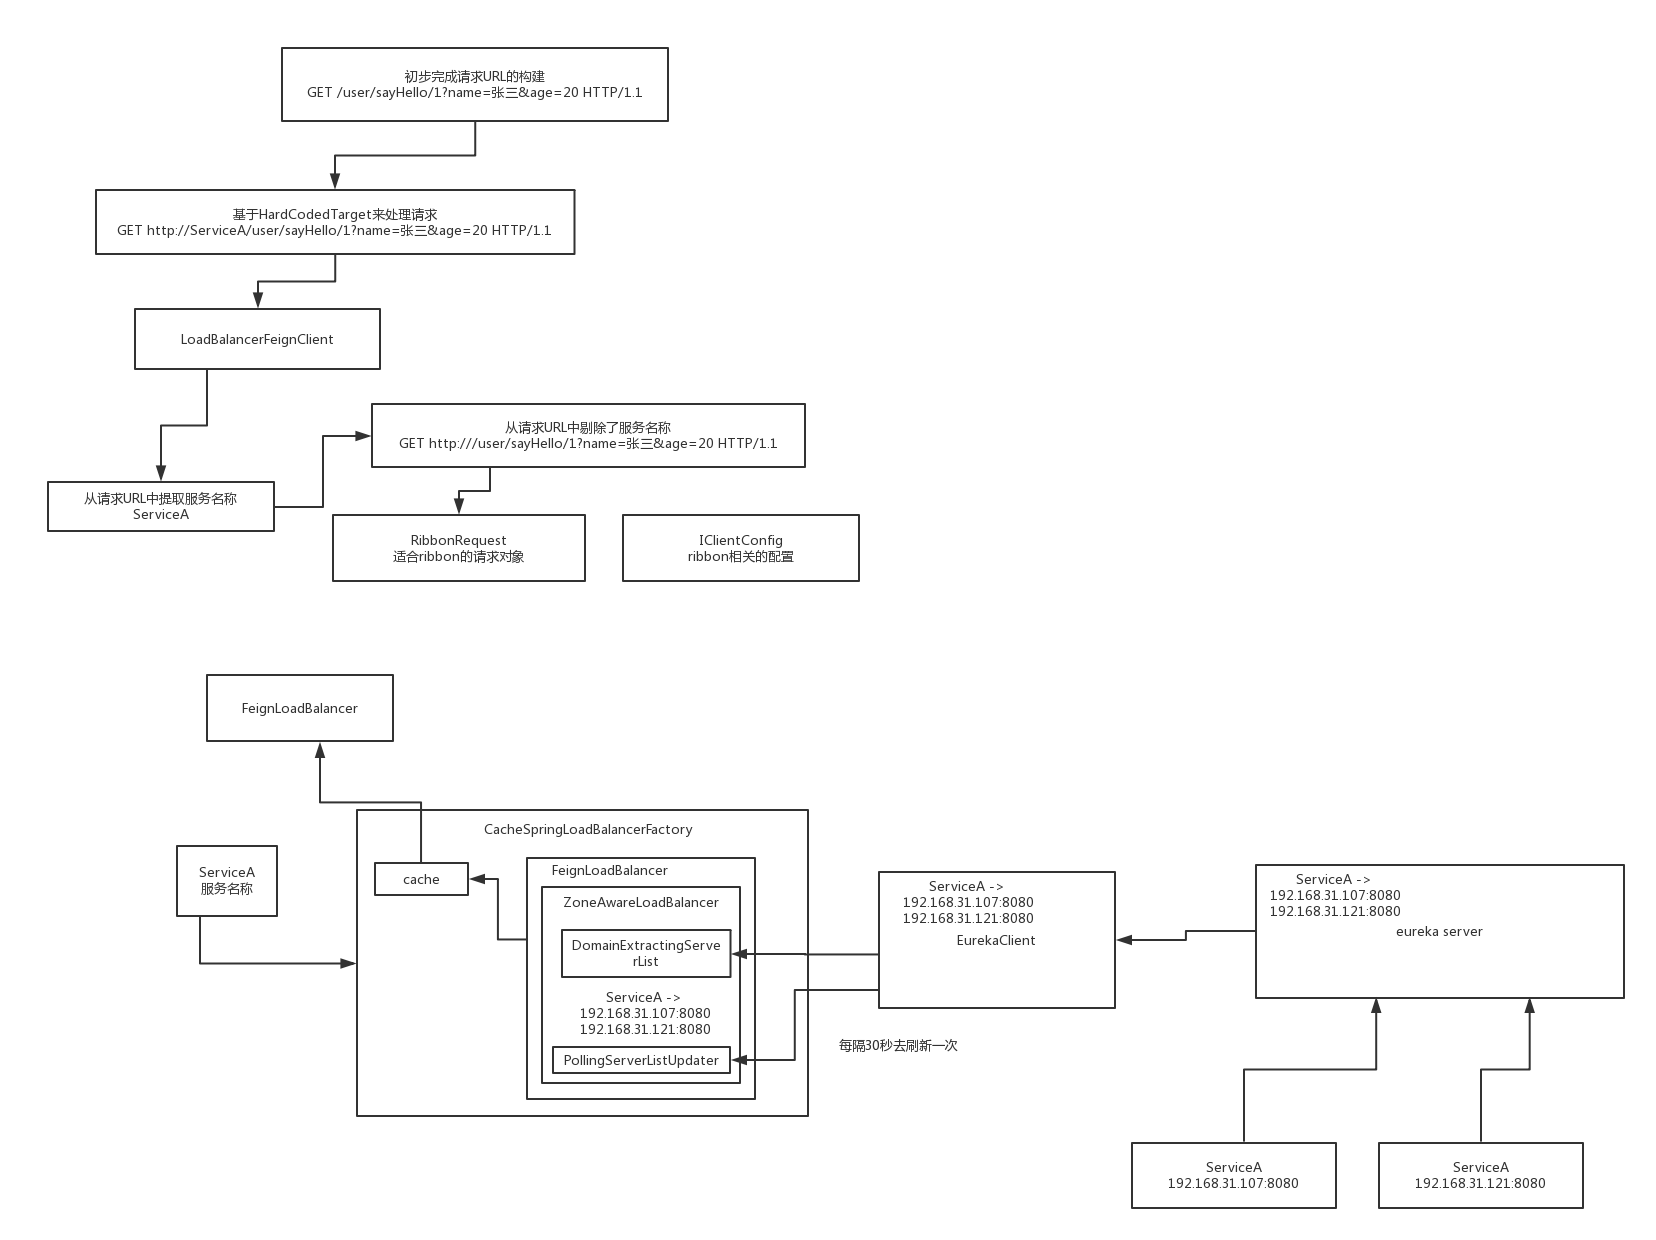 初步完成请求URL的构建
GET /user/sayHello/1?name=张三&age=20 HTTP/1.1
基于HardCodedTarget来处理请求
GET http://ServiceA/user/sayHello/1?name=张三&age=20 HTTP/1.1
LoadBalancerFeignClient
从请求URL中剔除了服务名称
GET http:///user/sayHello/1?name=张三&age=20 HTTP/1.1
从请求URL中提取服务名称
ServiceA
RibbonRequest
适合ribbon的请求对象
IClientConfig
ribbon相关的配置
FeignLoadBalancer
CacheSpringLoadBalancerFactory
ServiceA
服务名称
cache
FeignLoadBalancer
ZoneAwareLoadBalancer
DomainExtractingServe
rList
ServiceA ->
192.168.31.107:8080
192.168.31.121:8080
PollingServerListUpdater
ServiceA ->
192.168.31.107:8080
192.168.31.121:8080
EurekaClient
每隔30秒去刷新一次
ServiceA ->
192.168.31.107:8080
192.168.31.121:8080
eureka server
ServiceA
192.168.31.107:8080
ServiceA
192.168.31.121:8080